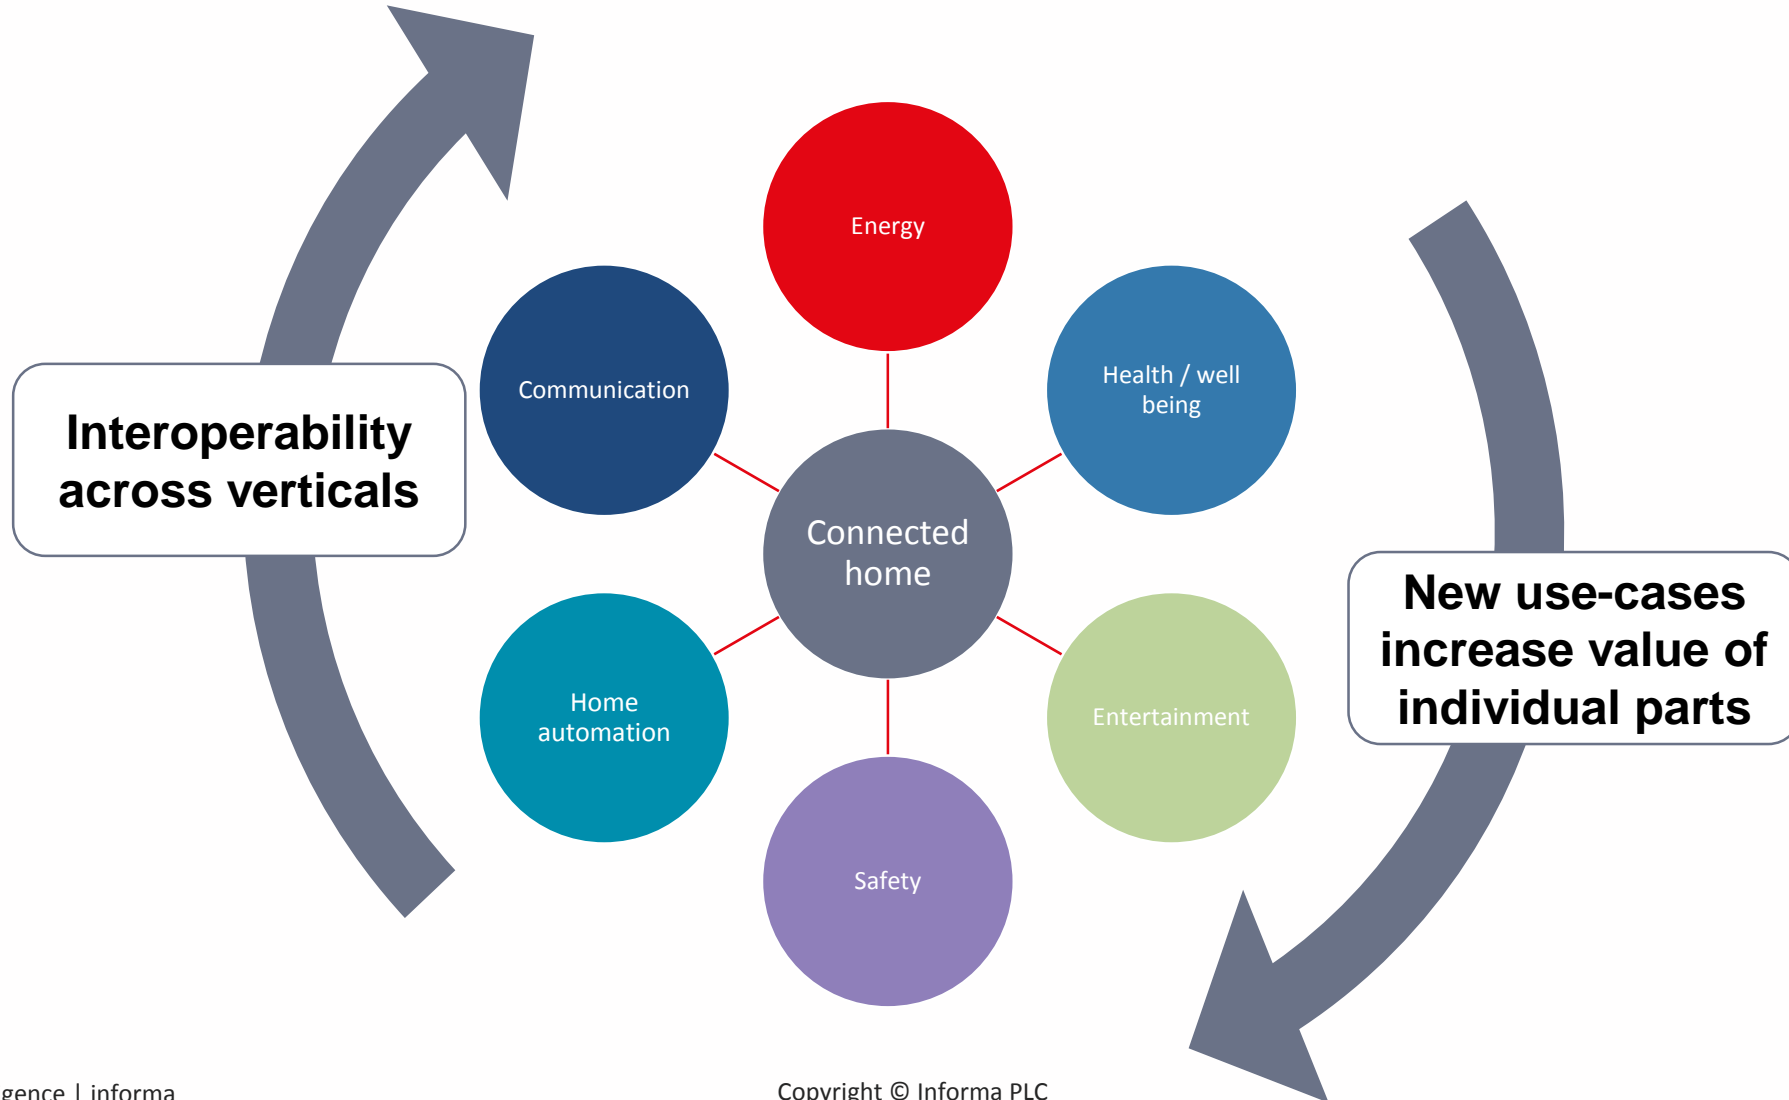 Energy
Communication
Health / well
being
Interoperability
across verticals
Connected
home
New use-cases
increase value of
individual parts
Home
automation
Entertainment
Safety
gence | informa
Copyright © Informa PLC